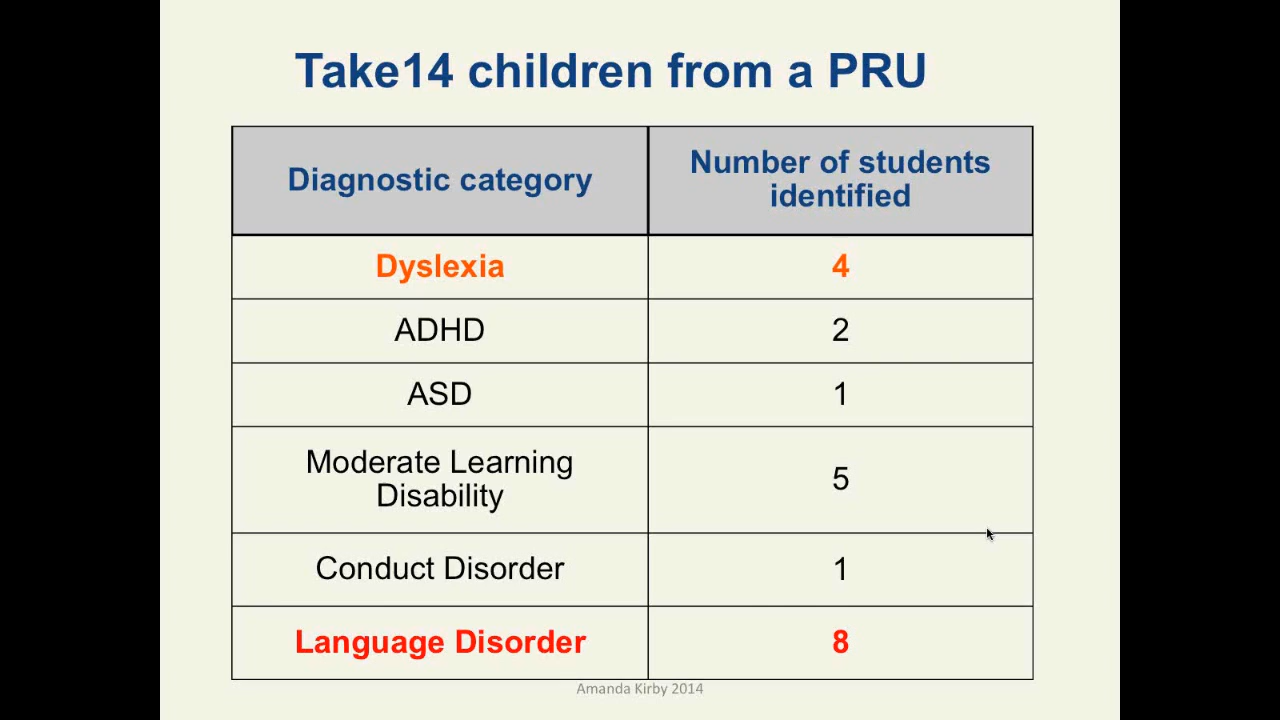 Take14 children from a PRU
Diagnostic category
Number of students
identified
Dyslexia
4
ADHD
2
ASD
1
Moderate Learning
Disability
5
Conduct Disorder
1
Language Disorder
8
Amanda Kirby 2014